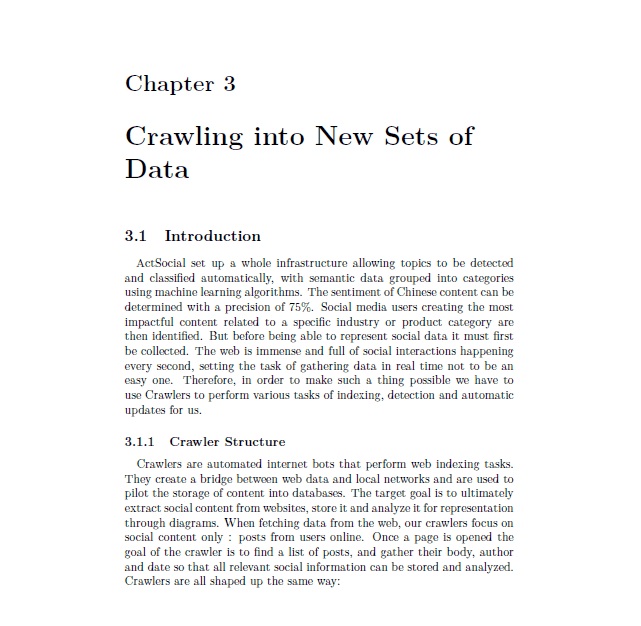 Chapter 3
Crawling into New Sets of
Data
3.1 Introduction
ActSocial set up a whole infrastructure allowing topics to be detected
and classified automatically, with semantic data grouped into categories
using machine learning algorithms. The sentiment of Chinese content can be
determined with a precision of 75%. Social media users creating the most
impactful content related to a specific industry or product category are
then identified. But before being able to represent social data it must first
be collected. The web is immense and full of social interactions happening
every second, setting the task of gathering data in real time not to be an
easy one. Therefore, in order to make such a thing possible we have to
use Crawlers to perform various tasks of indexing, detection and automatic
updates for us.
3.1.1 Crawler Structure
Crawlers are automated internet bots that perform web indexing tasks.
They create a bridge between web data and local networks and are used to
pilot the storage of content into databases. The target goal is to ultimately
extract social content from websites, store it and analyze it for representation
through diagrams. When fetching data from the web, our crawlers focus on
social content only : posts from users online. Once a page is opened the
goal of the crawler is to find a list of posts, and gather their body, author
and date so that all relevant social information can be stored and analyzed.
Crawlers are all shaped up the same way: